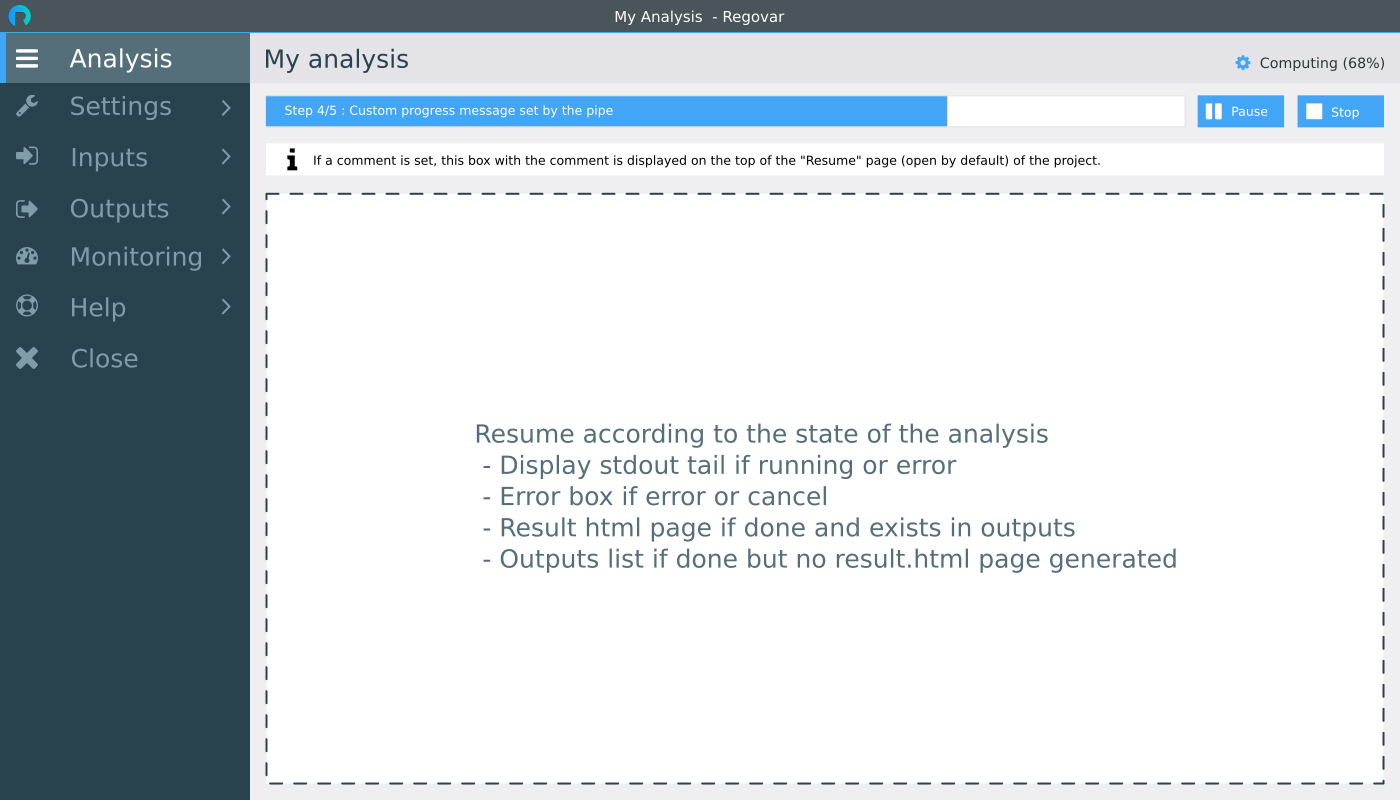 My Analysis  - Regovar
Analysis
Settings
Inputs
Outputs
Monitoring
Help
Close
My analysis
Computing (68%)
Step 4/5 : Custom progress message set by the pipe
Pause
Stop
If a comment is set, this box with the comment is displayed on the top of the "Resume" page (open by default) of the project.
Resume according to the state of the analysis
- Display stdout tail if running or error
- Error box if error or cancel
- Result html page if done and exists in outputs
- Outputs list if done but no result.html page generated